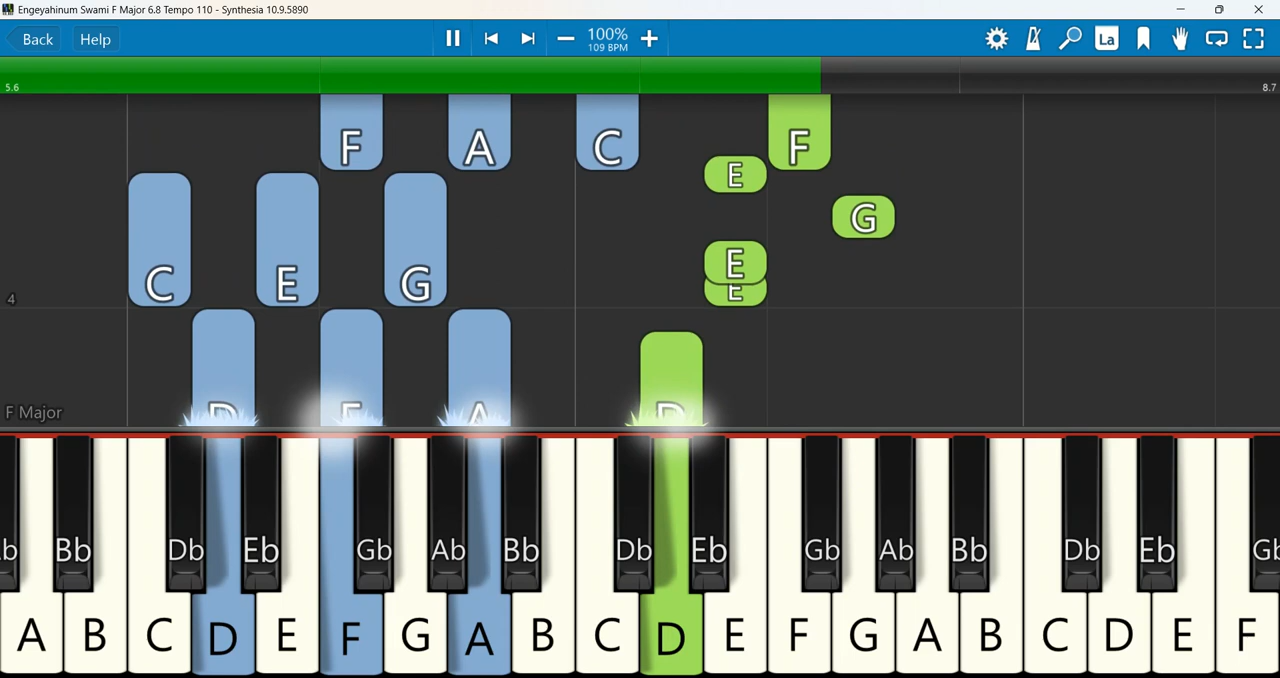 Engeyahinum Swami F Major 6.8 Tempo 110 - Synthesia 10.9.5890
Back Help 100% La
109 BPM
5.6 8.7
F A C F
E
G
C E G E
E
4
D F A D
F Major
Bb Db Eb Gb Ab Bb Db Eb Gb Ab Bb Db Eb
A B C D E F G A B C D E F G A B C D E F